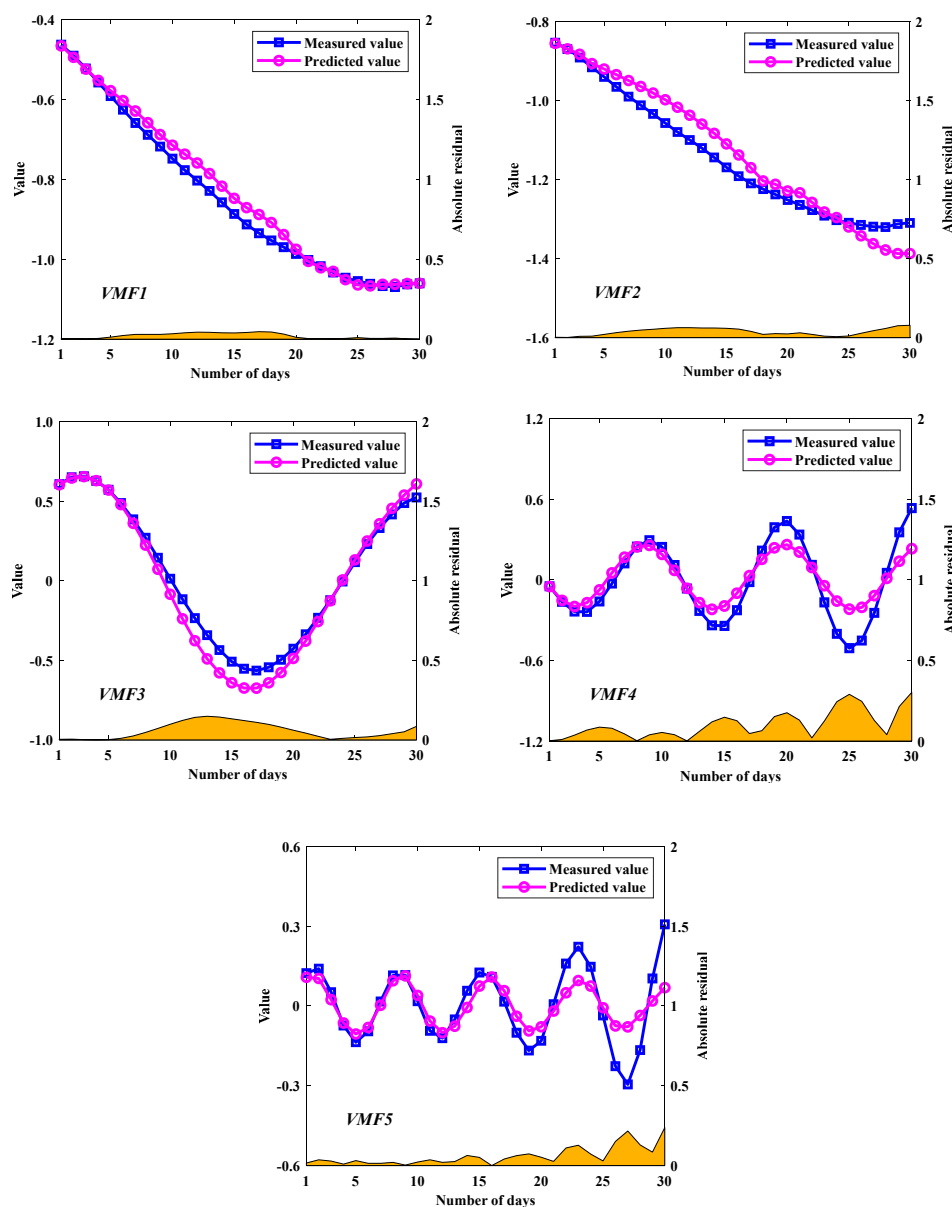 -0.4
-0.6
-0.8
-1.0
-1.2
Value
2
1.5
1
0.5
0
Absolute residual
Measured value
Predicted value
VMF1
1 5 10 15 20 25 30
Number of days
-0.8
-1.0
-1.2
-1.4
-1.6
Value
2
1.5
1
0.5
0
Absolute residual
Measured value
Predicted value
VMF2
1 5 10 15 20 25 30
Number of days
1.0
0.5
0
-0.5
-1.0
Value
2
1.5
1
0.5
0
Absolute residual
Measured value
Predicted value
VMF3
1 5 10 15 20 25 30
Number of days
1.2
0.6
0
-0.6
-1.2
Value
2
1.5
1
0.5
0
Absolute residual
Measured value
Predicted value
VMF4
1 5 10 15 20 25 30
Number of days
0.6
0.3
0
-0.3
-0.6
Value
2
1.5
1
0.5
0
Absolute residual
Measured value
Predicted value
VMF5
1 5 10 15 20 25 30
Number of days